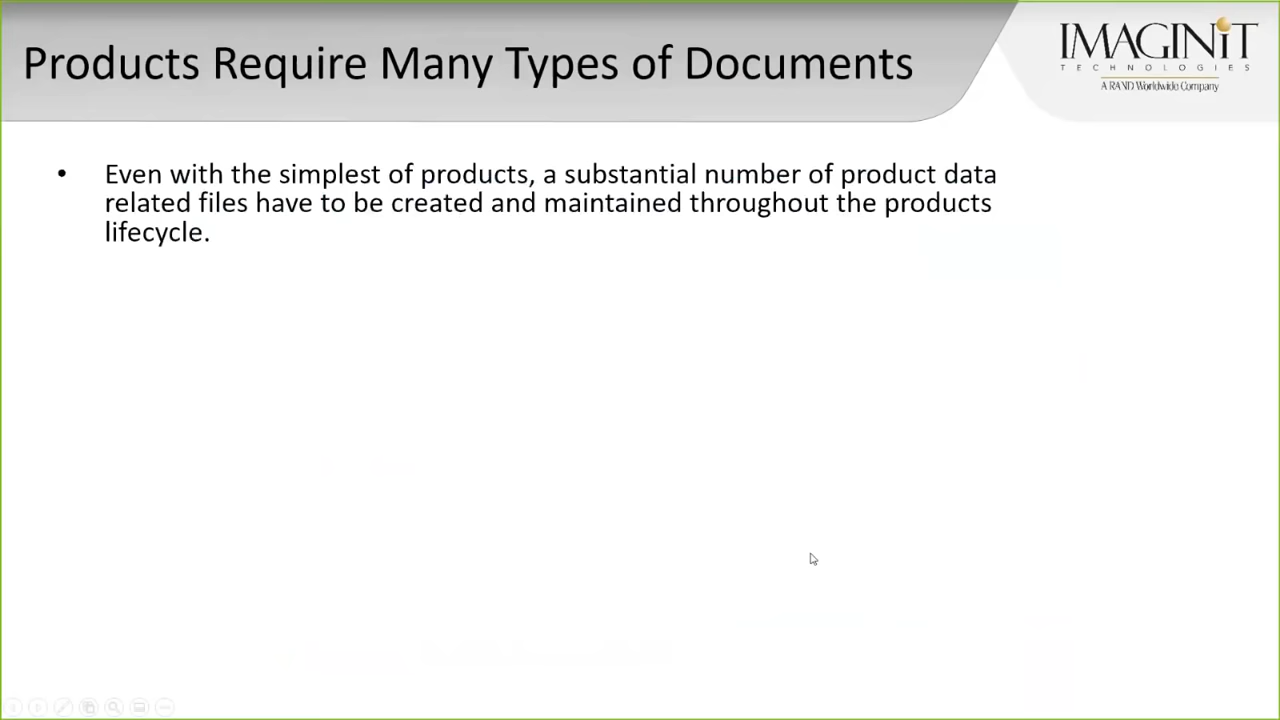 Products Require Many Types of Documents
IMAGINiT
TECHNOLOGIES
A RAND Worldwide Company
• Even with the simplest of products, a substantial number of product data
related files have to be created and maintained throughout the products
lifecycle.